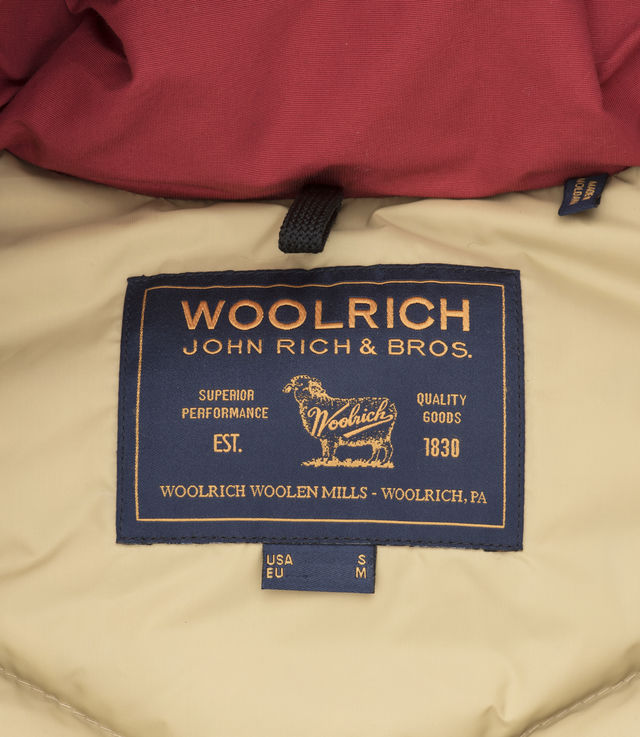 WOOLRICH
JOHN RICH & BROS.
SUPERIOR
PERFORMANCE
EST.
Woolrich
QUALITY
GOODS
1830
WOOLRICH WOOLEN MILLS - WOOLRICH, PA
USA S
EU M